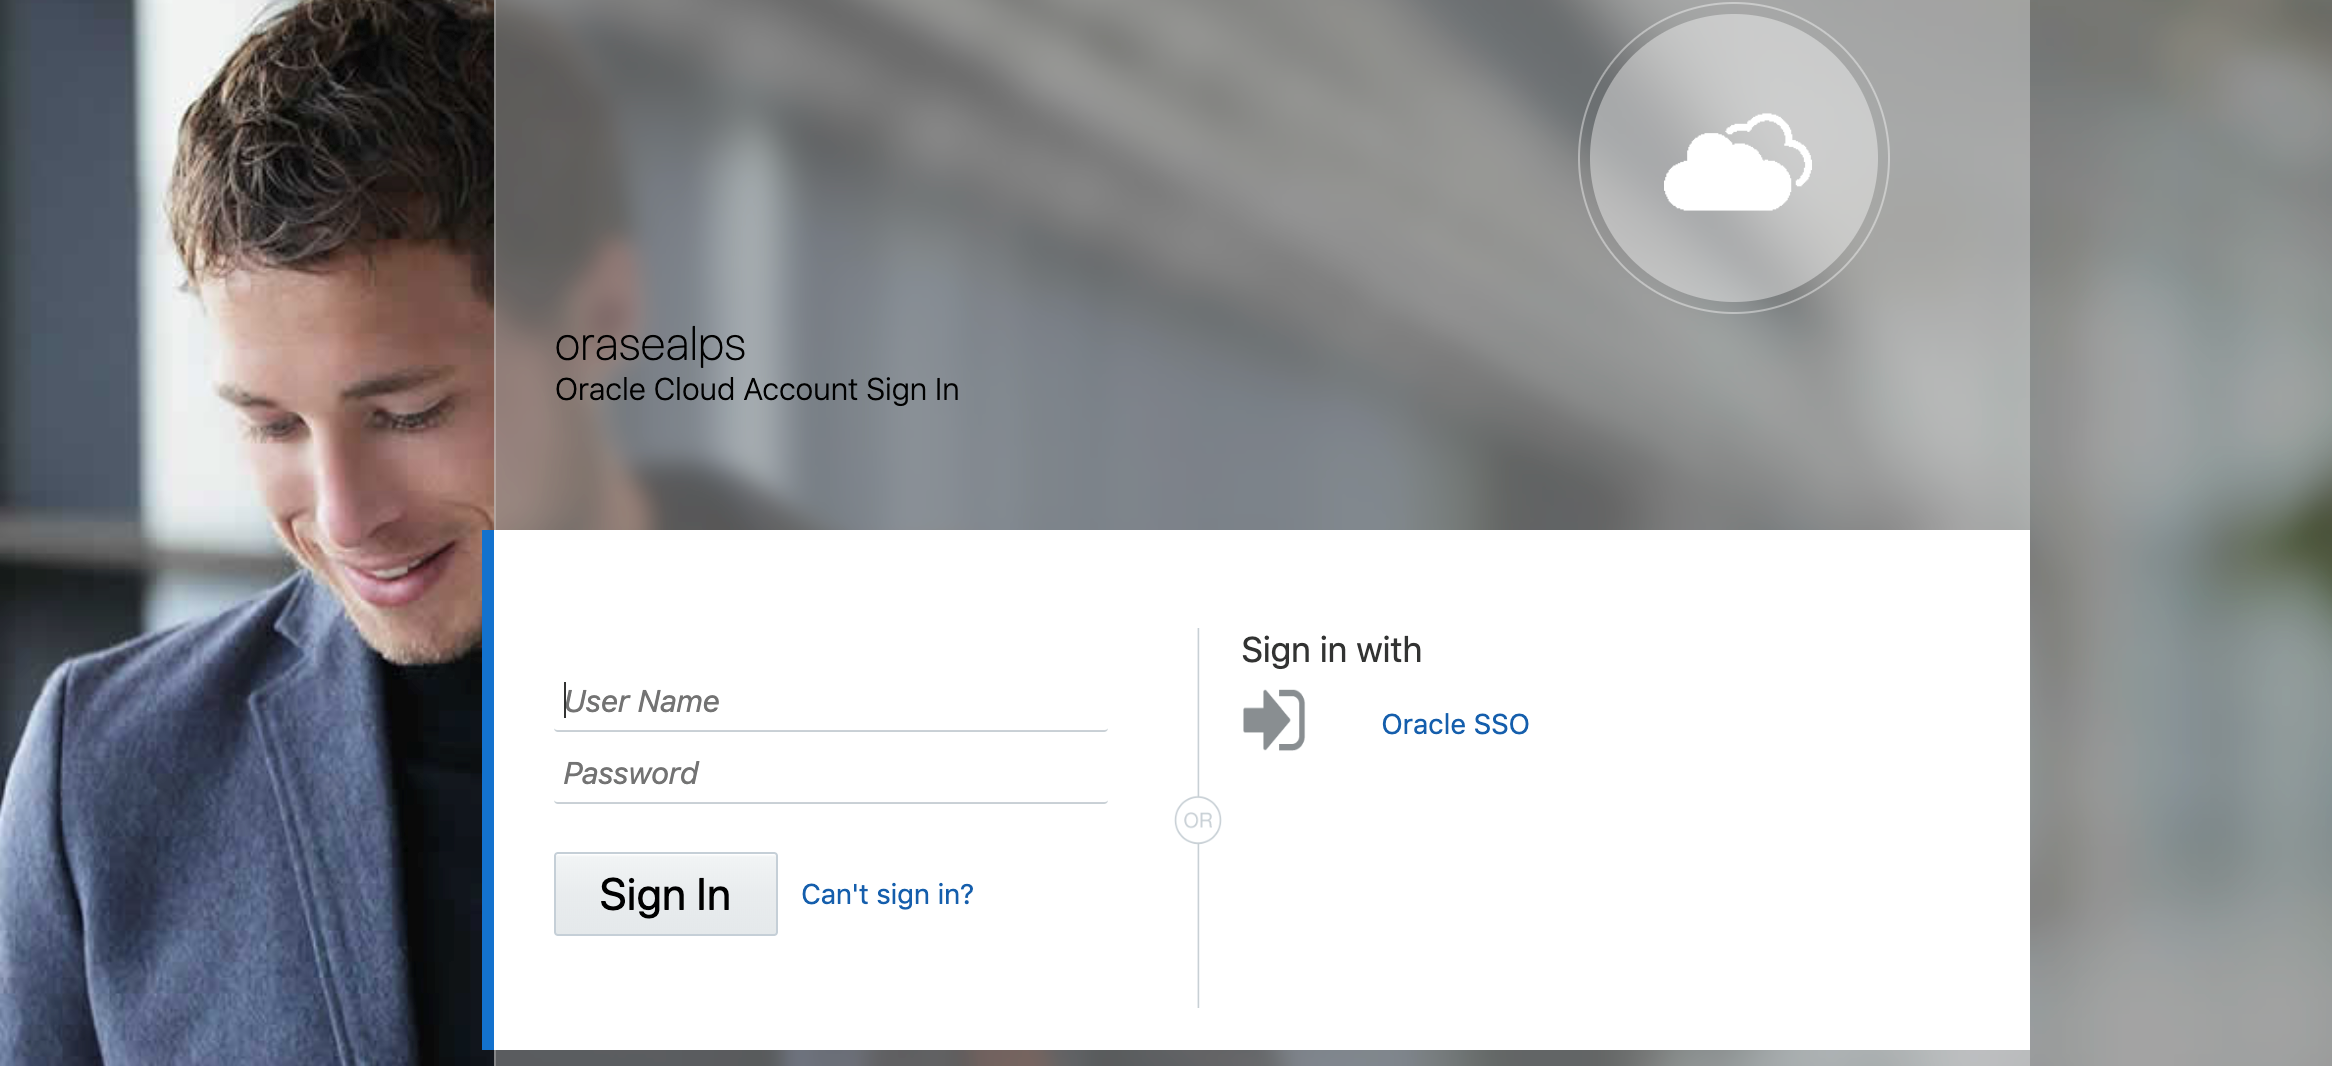 orasealps
Oracle Cloud Account Sign In
User Name
Password
Sign In
Can't sign in?
OR
Sign in with
Oracle SSO